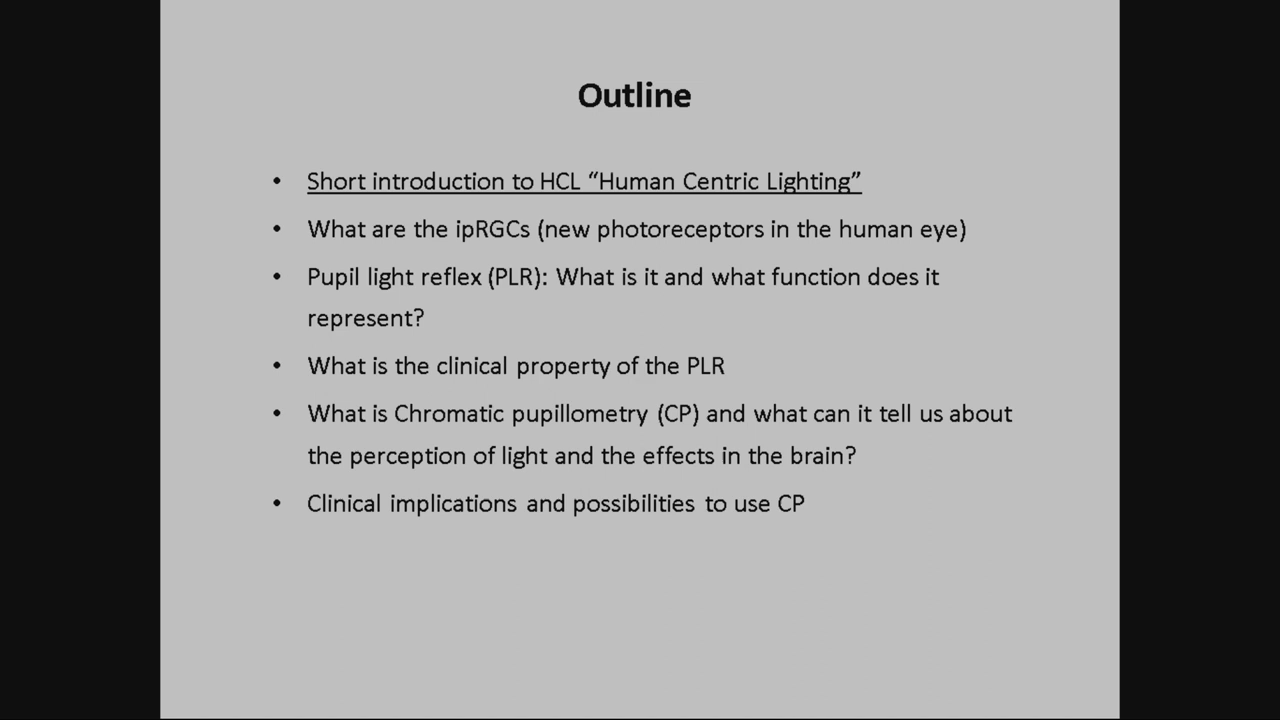 Outline
• Short introduction to HCL “Human Centric Lighting”
• What are the ipRGCs (new photoreceptors in the human eye)
• Pupil light reflex (PLR): What is it and what function does it
represent?
• What is the clinical property of the PLR
• What is Chromatic pupillometry (CP) and what can it tell us about
the perception of light and the effects in the brain?
• Clinical implications and possibilities to use CP